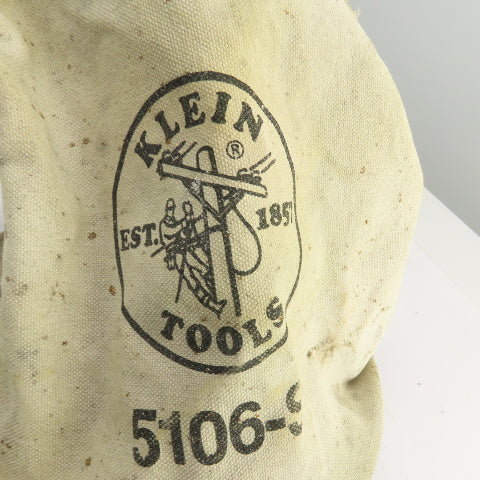 KLEIN
®
EST. 1857
TOOLS
5106-S